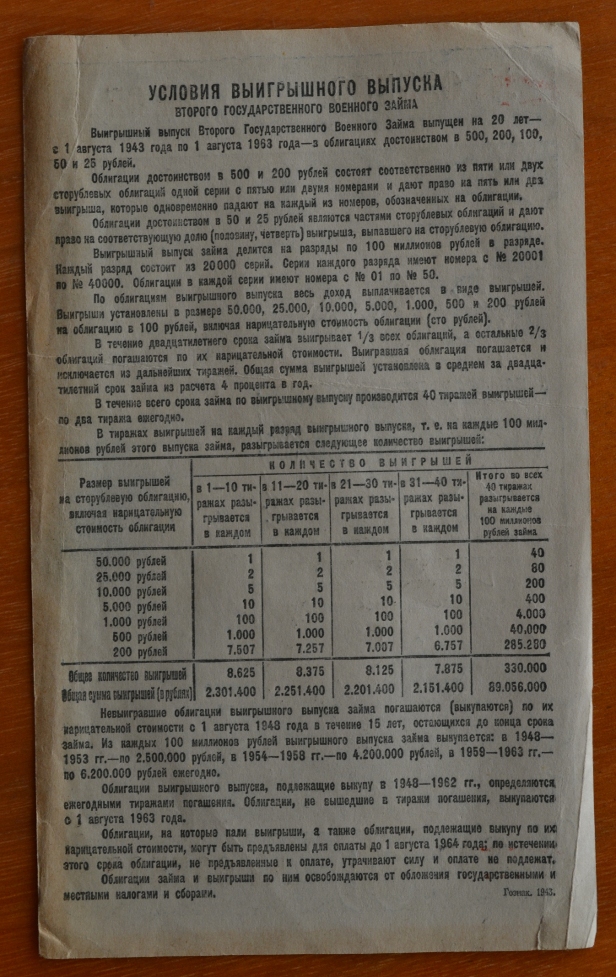 УСЛОВИЯ ВЫИГРЫШНОГО ВЫПУСКА
ВТОРОГО ГОСУДАРСТВЕННОГО ВОЕННОГО ЗАЙМА
Выигрышный выпуск Второго Государственного Военного Займа выпущен на 20 лет—
с 1 августа 1943 года по 1 августа 1963 года—в облигациях достоинством в 500, 200, 100,
50 и 25 рублей.
Облигации достоинством в 500 и 200 рублей состоят соответственно из пяти или двух
сторублевых облигаций одной серии с пятью или двумя номерами и дают право на пять или два
выигрыша, которые одновременно падают на каждый из номеров, обозначенных на облигации.
Облигации достоинством в 50 и 25 рублей являются частями сторублевых облигаций и дают
право на соответствующую долю (половину, четверть) выигрыша, выпавшего на сторублевую облигацию.
Выигрышный выпуск займа делится на разряды по 100 миллионов рублей в разряде.
Каждый разряд состоит из 20000 серий. Серии каждого разряда имеют номера с № 20001
по № 40000. Облигации в каждой серии имеют номера с № 01 по № 50.
По облигациям выигрышного выпуска весь доход выплачивается в виде выигрышей.
Выигрыши установлены в размере 50.000, 25.000, 10.000, 5.000, 1.000, 500 и 200 рублей
на облигацию в 100 рублей, включая нарицательную стоимость облигации (сто рублей).
В течение двадцатилетнего срока займа выигрывает 1/3 всех облигаций, а остальные 2/3
облигаций погашаются по их нарицательной стоимости. Выигравшая облигация погашается и
исключается из дальнейших тиражей. Общая сумма выигрышей установлена в среднем за двадца-
тилетний срок займа из расчета 4 процента в год.
В течение всего срока займа по выигрышному выпуску производится 40 тиражей выигрышей—
по два тиража ежегодно.
В тиражах выигрышей на каждый разряд выигрышного выпуска, т. е. на каждые 100 мил-
лионов рублей этого выпуска займа, разыгрывается следующее количество выигрышей:
Размер выигрышей
на сторублевую облигацию,
включая нарицательную
стоимость облигации
КОЛИЧЕСТВО ВЫИГРЫШЕЙ
в 1—10 ти-
ражах разы-
грывается
в каждом
в 11—20 ти-
ражах разы-
грывается
в каждом
в 21—30 ти-
ражах разы-
грывается
в каждом
в 31—40 ти-
ражах разы-
грывается
в каждом
Итого во всех
40 тиражах
разыгрывается
на каждые
100 миллионов
рублей займа
50.000 рублей 1 1 1 1 40
25.000 рублей 2 2 2 2 80
10.000 рублей 5 5 5 5 200
5.000 рублей 10 10 10 10 400
1.000 рублей 100 100 100 100 4.000
500 рублей 1.000 1.000 1.000 1.000 40.000
200 рублей 7.507 7.257 7.007 6.757 285.280
Общее количество выигрышей 8.625 8.375 8.125 7.875 330.000
Общая сумма выигрышей (в рублях) 2.301.400 2.251.400 2.201.400 2.151.400 89.056.000
Невыигравшие облигации выигрышного выпуска займа погашаются (выкупаются) по их
нарицательной стоимости с 1 августа 1948 года в течение 15 лет, остающихся до конца срока
займа. Из каждых 100 миллионов рублей выигрышного выпуска займа выкупается: в 1948—
1953 гг.—по 2.500.000 рублей, в 1954—1958 гг.—по 4.200.000 рублей, в 1959—1963 гг.—
по 6.200.000 рублей ежегодно.
Облигации выигрышного выпуска, подлежащие выкупу в 1948—1962 гг., определяются
ежегодными тиражами погашения. Облигации, не вышедшие в тиражи погашения, выкупаются
с 1 августа 1963 года.
Облигации, на которые пали выигрыши, а также облигации, подлежащие выкупу по их
нарицательной стоимости, могут быть предъявлены для оплаты до 1 августа 1964 года; по истечении
этого срока облигации, не предъявленные к оплате, утрачивают силу и оплате не подлежат.
Облигации займа и выигрыши по ним освобождаются от обложения государственными и
местными налогами и сборами.
Гознак. 1943.